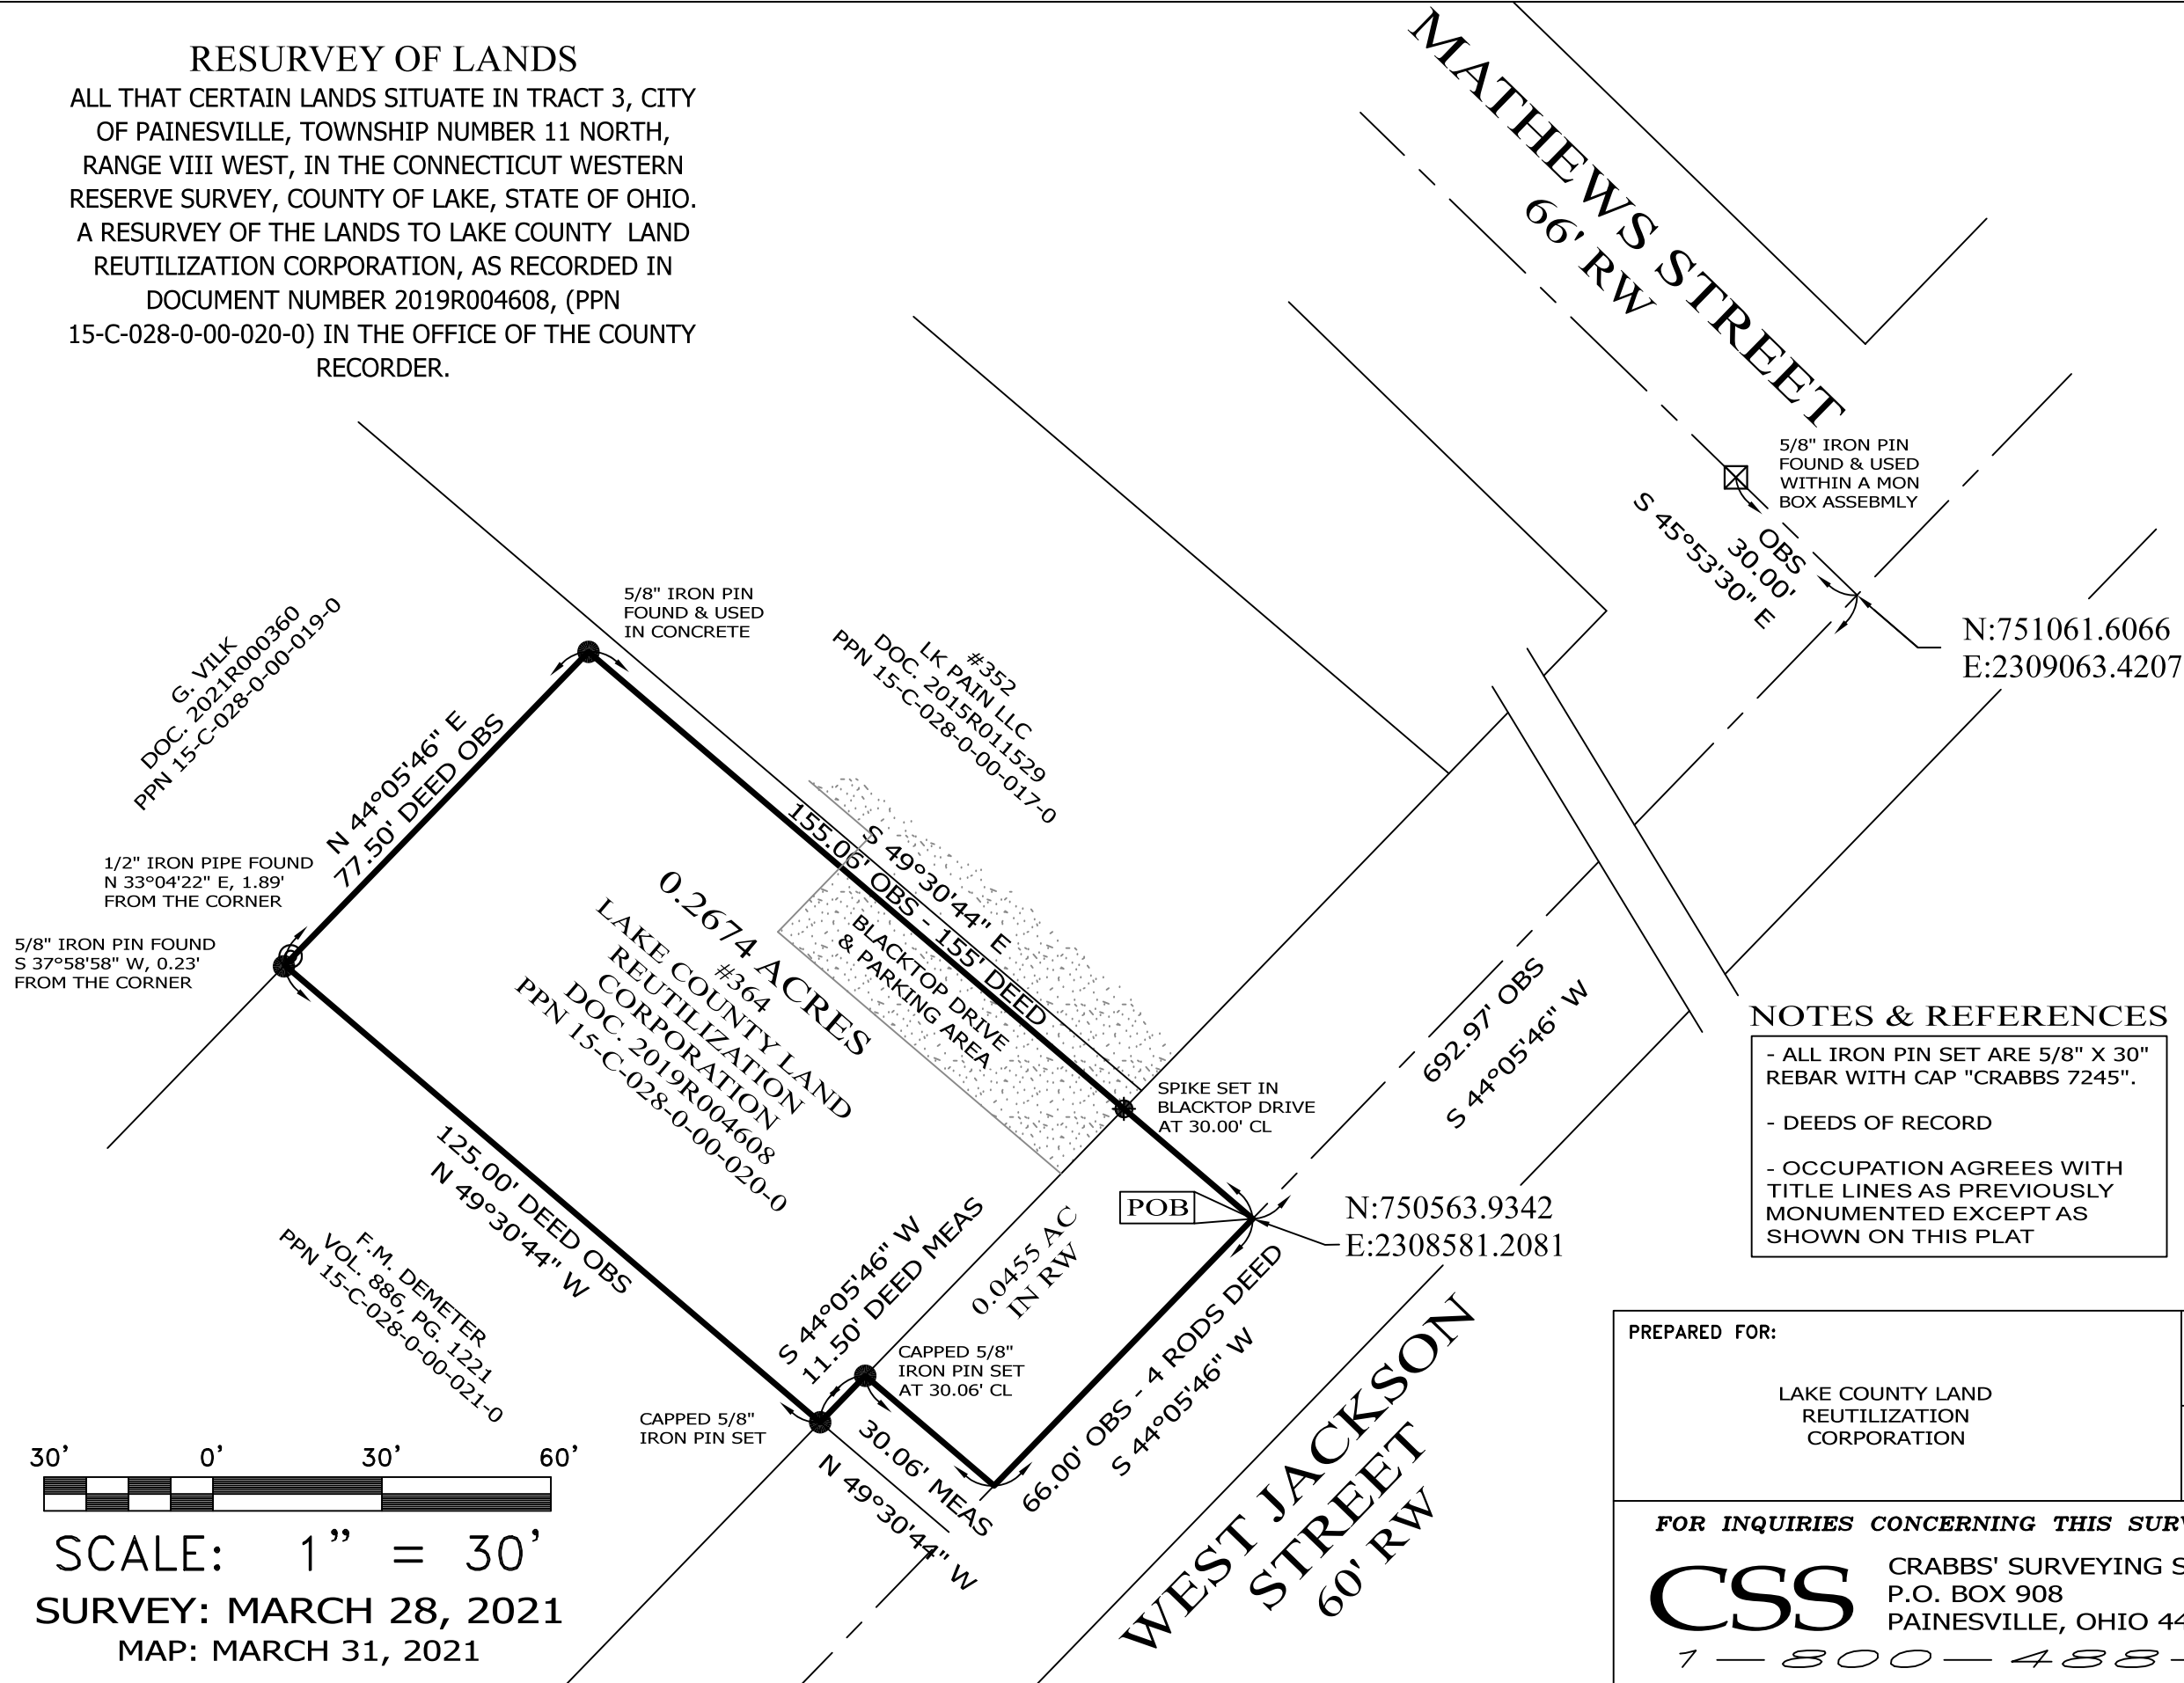 RESURVEY OF LANDS
ALL THAT CERTAIN LANDS SITUATE IN TRACT 3, CITY
OF PAINESVILLE, TOWNSHIP NUMBER 11 NORTH,
RANGE VIII WEST, IN THE CONNECTICUT WESTERN
RESERVE SURVEY, COUNTY OF LAKE, STATE OF OHIO.
A RESURVEY OF THE LANDS TO LAKE COUNTY LAND
REUTILIZATION CORPORATION, AS RECORDED IN
DOCUMENT NUMBER 2019R004608, (PPN
15-C-028-0-00-020-0) IN THE OFFICE OF THE COUNTY
RECORDER.
MATHEWS STREET
66' RW
5/8" IRON PIN
FOUND & USED
WITHIN A MON
BOX ASSEBMLY
OBS
30.00'
S 45°53'30" E
N:751061.6066
E:2309063.4207
5/8" IRON PIN
FOUND & USED
IN CONCRETE
G. VILK
DOC. 2021R000360
PPN 15-C-028-0-00-019-0
#352
LK PAIN LLC
DOC. 2015R011529
PPN 15-C-028-0-00-017-0
N 44°05'46" E
77.50' DEED OBS
1/2" IRON PIPE FOUND
N 33°04'22" E, 1.89'
FROM THE CORNER
5/8" IRON PIN FOUND
S 37°58'58" W, 0.23'
FROM THE CORNER
S 49°30'44" E
155.06' OBS - 155' DEED
BLACKTOP DRIVE
& PARKING AREA
0.2674 ACRES
#364
LAKE COUNTY LAND
REUTILIZATION
CORPORATION
DOC. 2019R004608
PPN 15-C-028-0-00-020-0
692.97' OBS
S 44°05'46" W
SPIKE SET IN
BLACKTOP DRIVE
AT 30.00' CL
POB
N:750563.9342
E:2308581.2081
125.00' DEED OBS
N 49°30'44" W
F.M. DEMETER
VOL. 886, PG. 1221
PPN 15-C-028-0-00-021-0
S 44°05'46" W
11.50' DEED MEAS
0.0455 AC
IN RW
CAPPED 5/8"
IRON PIN SET
AT 30.06' CL
CAPPED 5/8"
IRON PIN SET
30.06' MEAS
N 49°30'44" W
66.00' OBS - 4 RODS DEED
S 44°05'46" W
WEST JACKSON
STREET
60' RW
NOTES & REFERENCES
- ALL IRON PIN SET ARE 5/8" X 30"
REBAR WITH CAP "CRABBS 7245".
- DEEDS OF RECORD
- OCCUPATION AGREES WITH
TITLE LINES AS PREVIOUSLY
MONUMENTED EXCEPT AS
SHOWN ON THIS PLAT
30' 0' 30' 60'
SCALE: 1" = 30'
SURVEY: MARCH 28, 2021
MAP: MARCH 31, 2021
PREPARED FOR:
LAKE COUNTY LAND
REUTILIZATION
CORPORATION
FOR INQUIRIES CONCERNING THIS SURV
CSS
CRABBS' SURVEYING S
P.O. BOX 908
PAINESVILLE, OHIO 44
1-800-488-